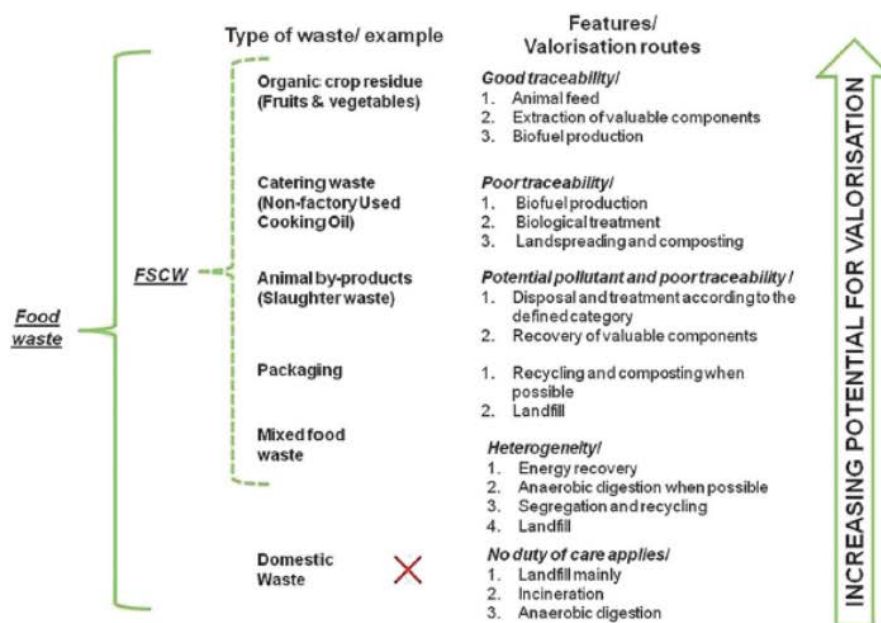 Type of waste/ example
Features/
Valorisation routes
Organic crop residue
(Fruits & vegetables)
Good traceability/
1. Animal feed
2. Extraction of valuable components
3. Biofuel production
Catering waste
(Non-factory Used
Cooking Oil)
Poor traceability/
1. Biofuel production
2. Biological treatment
3. Landspreading and composting
FSCW
Animal by-products
(Slaughter waste)
Potential pollutant and poor traceability/
1. Disposal and treatment according to the
defined category
2. Recovery of valuable components
Food
waste
Packaging
1. Recycling and composting when
possible
2. Landfill
Mixed food
waste
Heterogeneity/
1. Energy recovery
2. Anaerobic digestion when possible
3. Segregation and recycling
4. Landfill
Domestic
Waste
No duty of care applies/
1. Landfill mainly
2. Incineration
3. Anaerobic digestion
INCREASING POTENTIAL FOR VALORISATION